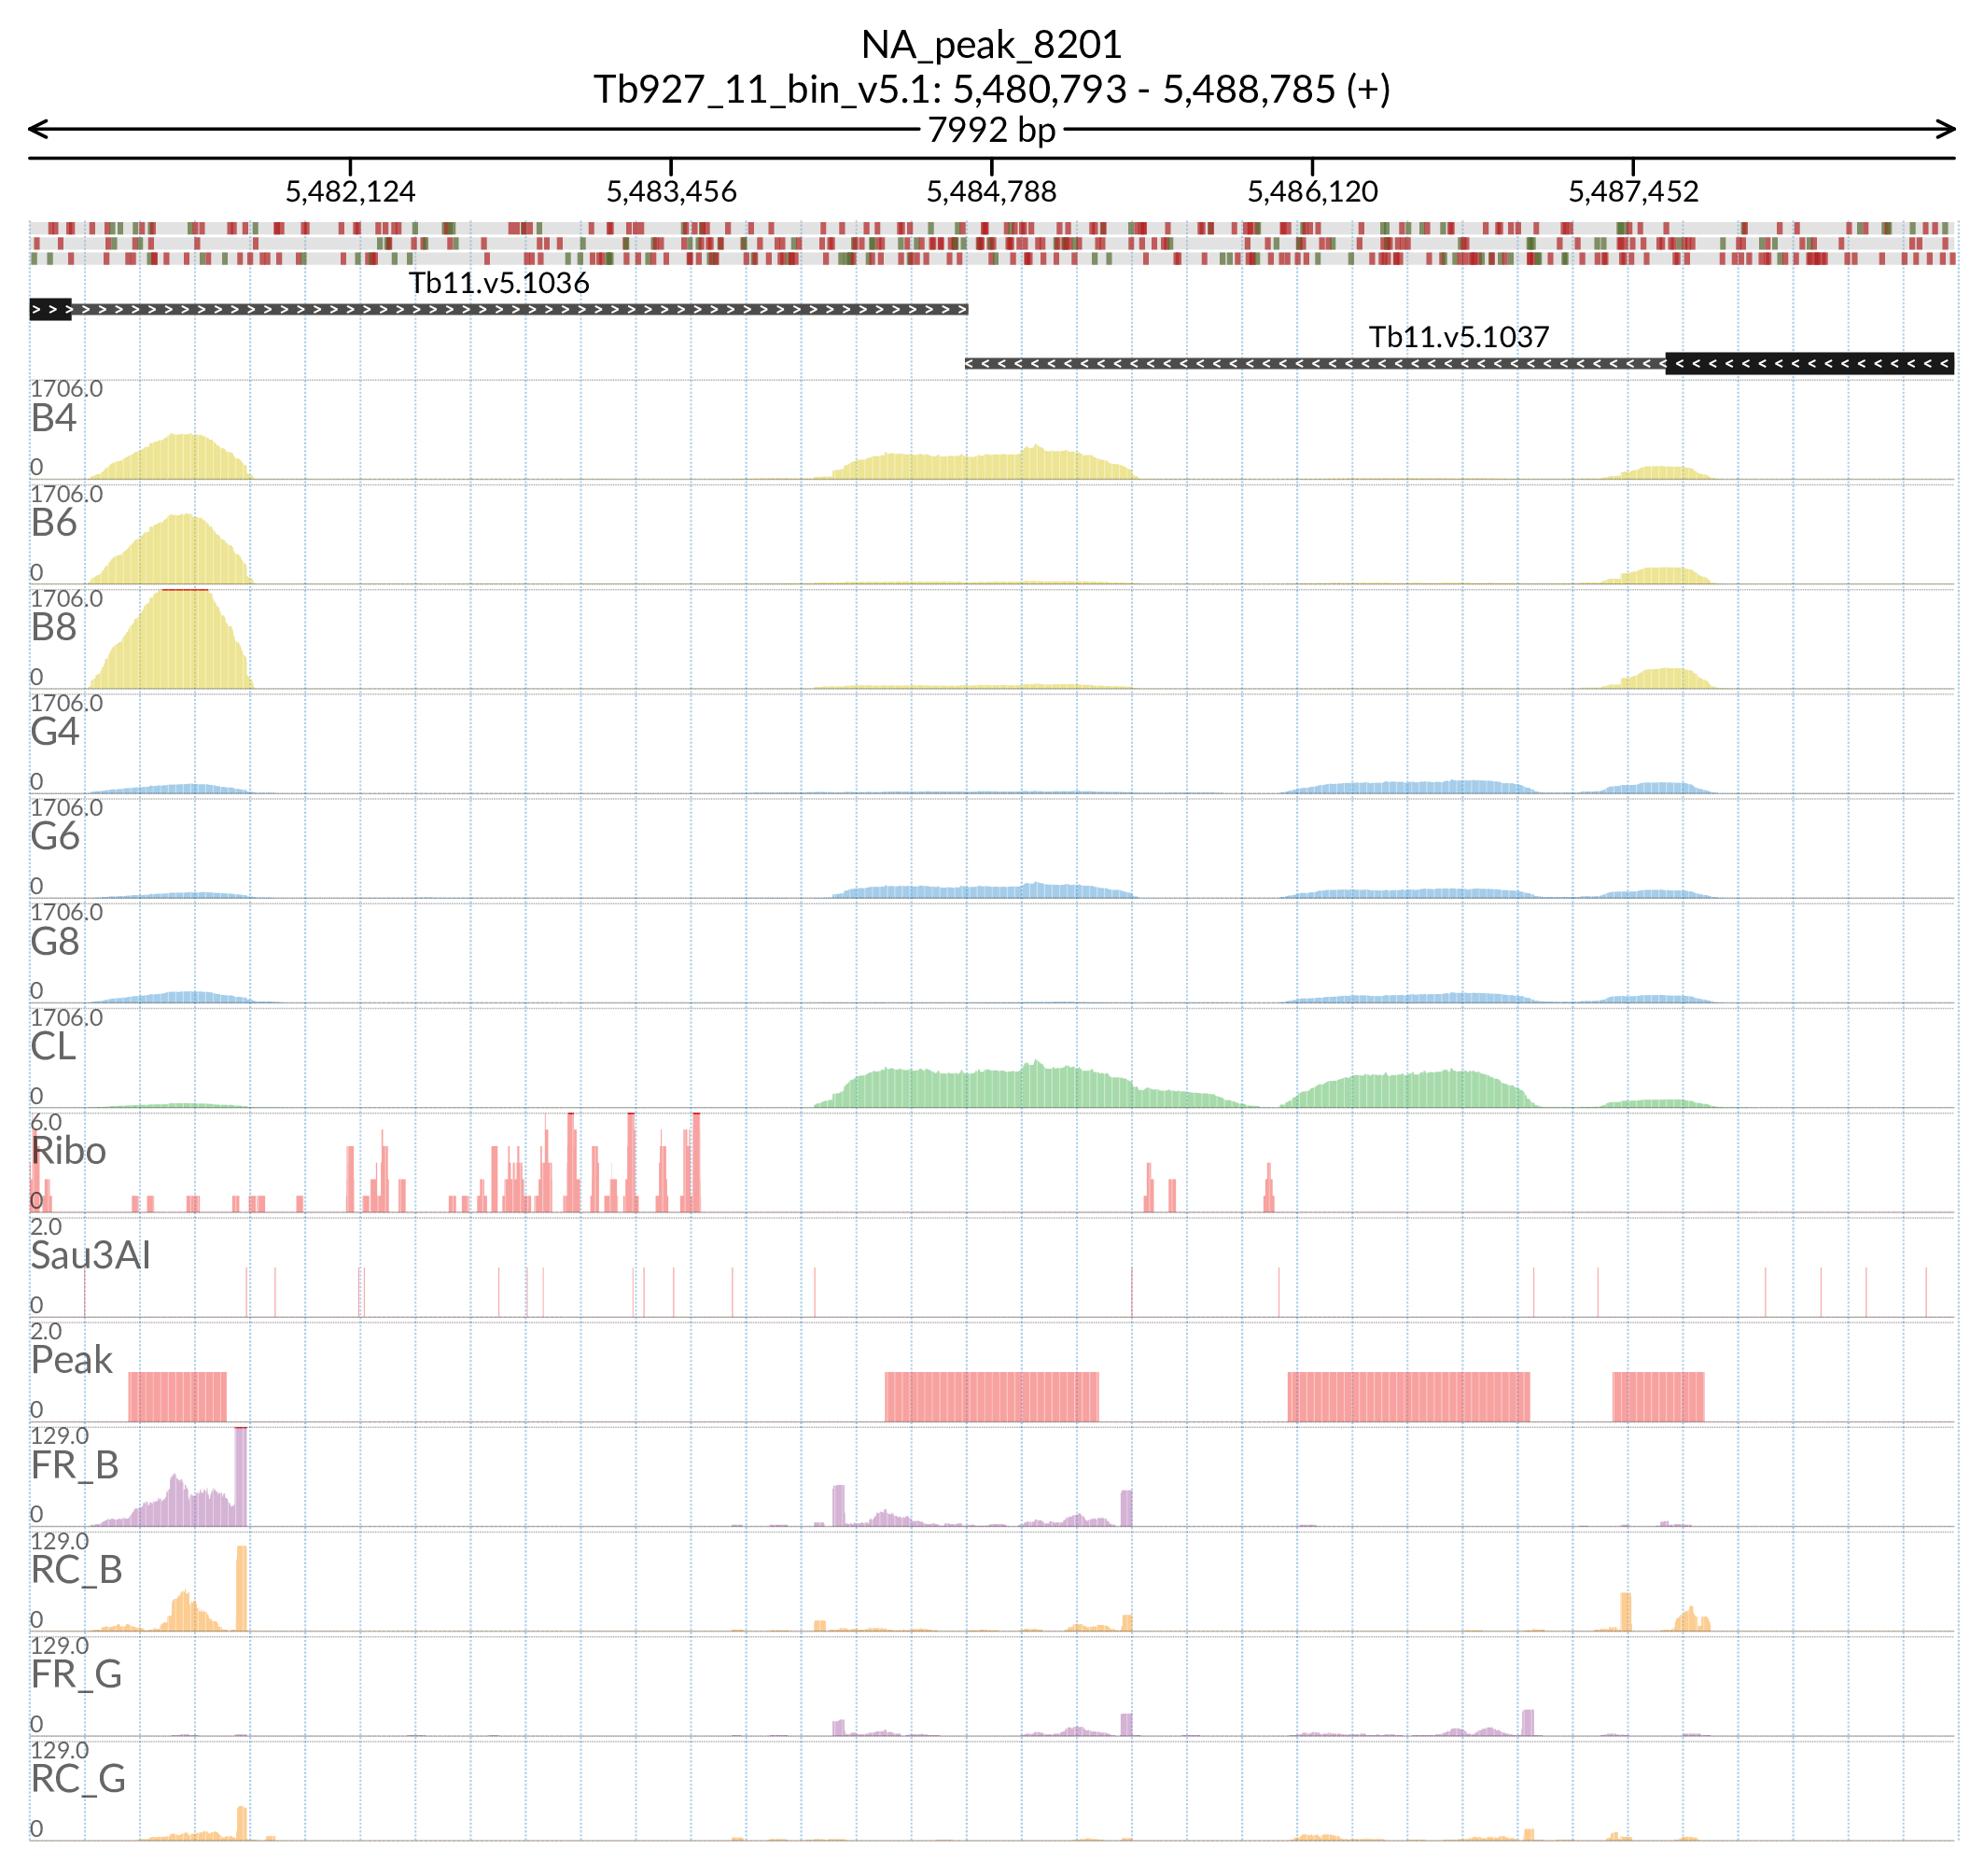 NA_peak_8201
Tb927_11_bin_v5.1: 5,480,793 - 5,488,785 (+)
7992 bp
5,482,124 5,483,456 5,484,788 5,486,120 5,487,452
Tb11.v5.1036
Tb11.v5.1037
1706.0
B4
0
1706.0
B6
0
1706.0
B8
0
1706.0
G4
0
1706.0
G6
0
1706.0
G8
0
1706.0
CL
0
6.0
Ribo
0
2.0
Sau3AI
0
2.0
Peak
0
129.0
FR_B
0
129.0
RC_B
0
129.0
FR_G
0
129.0
RC_G
0